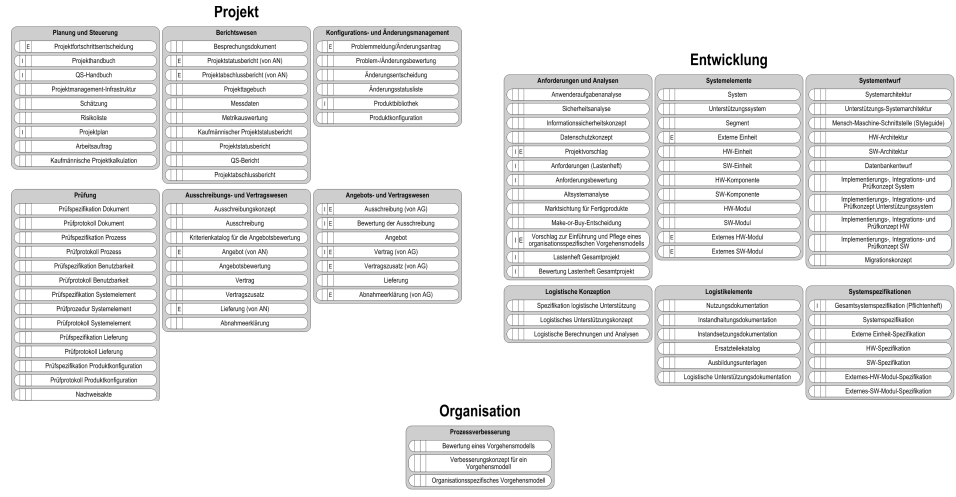 Projekt
Planung und Steuerung
E Projektfortschrittsentscheidung
I Projekthandbuch
I QS-Handbuch
Projektmanagement-Infrastruktur
Schätzung
Risikoliste
I Projektplan
Arbeitsauftrag
Kaufmännische Projektkalkulation
Berichtswesen
Besprechungsdokument
E Projektstatusbericht (von AN)
E Projektabschlussbericht (von AN)
Projekttagebuch
Messdaten
Metrikauswertung
Kaufmännischer Projektstatusbericht
Projektstatusbericht
QS-Bericht
Projektabschlussbericht
Konfigurations- und Änderungsmanagement
E Problemmeldung/Änderungsantrag
Problem-/Änderungsbewertung
Änderungsentscheidung
Änderungsstatusliste
I Produktbibliothek
Produktkonfiguration
Prüfung
Prüfspezifikation Dokument
Prüfprotokoll Dokument
Prüfspezifikation Prozess
Prüfprotokoll Prozess
Prüfspezifikation Benutzbarkeit
Prüfprotokoll Benutzbarkeit
Prüfspezifikation Systemelement
Prüfprozedur Systemelement
Prüfprotokoll Systemelement
Prüfspezifikation Lieferung
Prüfprotokoll Lieferung
Prüfspezifikation Produktkonfiguration
Prüfprotokoll Produktkonfiguration
Nachweisakte
Ausschreibungs- und Vertragswesen
Ausschreibungskonzept
Ausschreibung
Kriterienkatalog für die Angebotsbewertung
E Angebot (von AN)
Angebotsbewertung
Vertrag
Vertragszusatz
E Lieferung (von AN)
Abnahmeerklärung
Angebots- und Vertragswesen
I E Ausschreibung (von AG)
I E Bewertung der Ausschreibung
Angebot
I E Vertrag (von AG)
I E Vertragszusatz (von AG)
Lieferung
E Abnahmeerklärung (von AG)
Entwicklung
Anforderungen und Analysen
Anwenderaufgabenanalyse
Sicherheitsanalyse
Informationssicherheitskonzept
Datenschutzkonzept
I E Projektvorschlag
I Anforderungen (Lastenheft)
I Anforderungsbewertung
Altsystemanalyse
Marktsichtung für Fertigprodukte
Make-or-Buy-Entscheidung
I E Vorschlag zur Einführung und Pflege eines
organisationsspezifischen Vorgehensmodells
I Lastenheft Gesamtprojekt
I Bewertung Lastenheft Gesamtprojekt
Systemelemente
System
Unterstützungssystem
Segment
E Externe Einheit
HW-Einheit
SW-Einheit
HW-Komponente
SW-Komponente
HW-Modul
SW-Modul
E Externes HW-Modul
E Externes SW-Modul
Systementwurf
Systemarchitektur
Unterstützungs-Systemarchitektur
Mensch-Maschine-Schnittstelle (Styleguide)
HW-Architektur
SW-Architektur
Datenbankentwurf
Implementierungs-, Integrations- und
Prüfkonzept System
Implementierungs-, Integrations- und
Prüfkonzept Unterstützungssystem
Implementierungs-, Integrations- und
Prüfkonzept HW
Implementierungs-, Integrations- und
Prüfkonzept SW
Migrationskonzept
Logistische Konzeption
Spezifikation logistische Unterstützung
Logistisches Unterstützungskonzept
Logistische Berechnungen und Analysen
Logistikelemente
Nutzungsdokumentation
Instandhaltungsdokumentation
Instandsetzungsdokumentation
Ersatzteilekatalog
Ausbildungsunterlagen
Logistische Unterstützungsdokumentation
Systemspezifikationen
I Gesamtsystemspezifikation (Pflichtenheft)
Systemspezifikation
Externe Einheit-Spezifikation
HW-Spezifikation
SW-Spezifikation
Externes-HW-Modul-Spezifikation
Externes-SW-Modul-Spezifikation
Organisation
Prozessverbesserung
Bewertung eines Vorgehensmodells
Verbesserungskonzept für ein
Vorgehensmodell
Organisationsspezifisches Vorgehensmodell